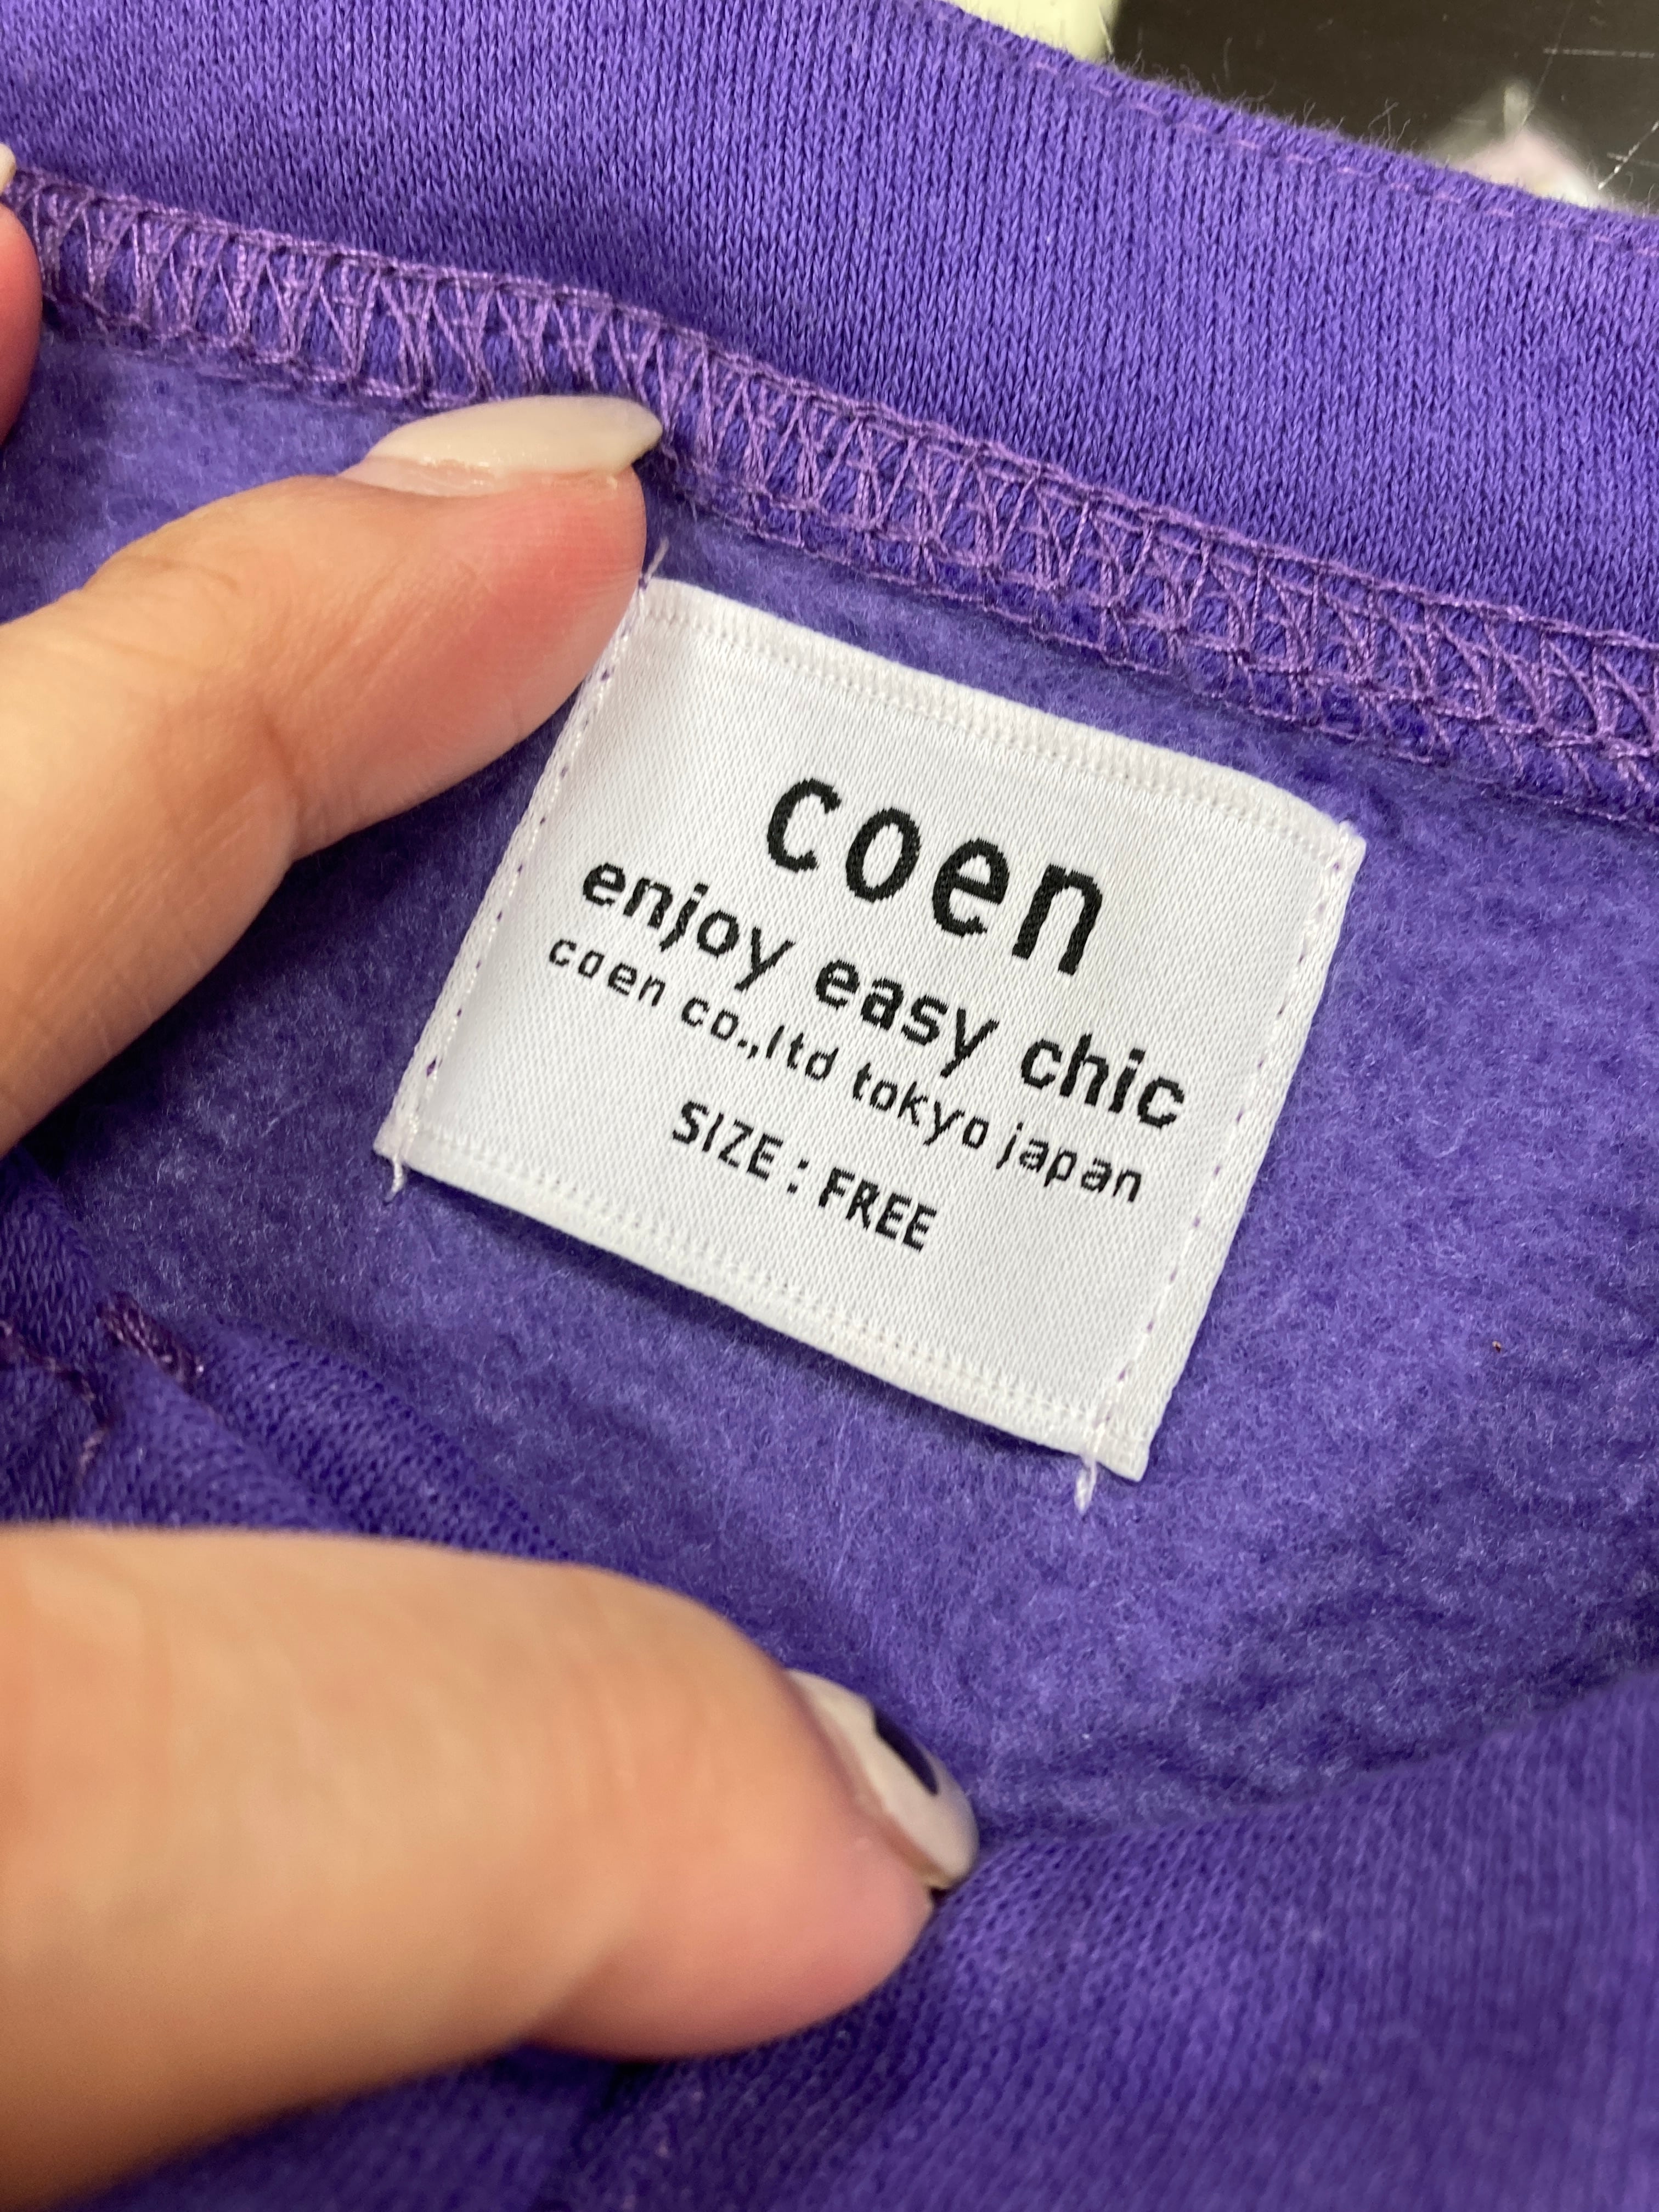 coen
enjoy easy chic
coen co.,ltd tokyo japan
SIZE : FREE